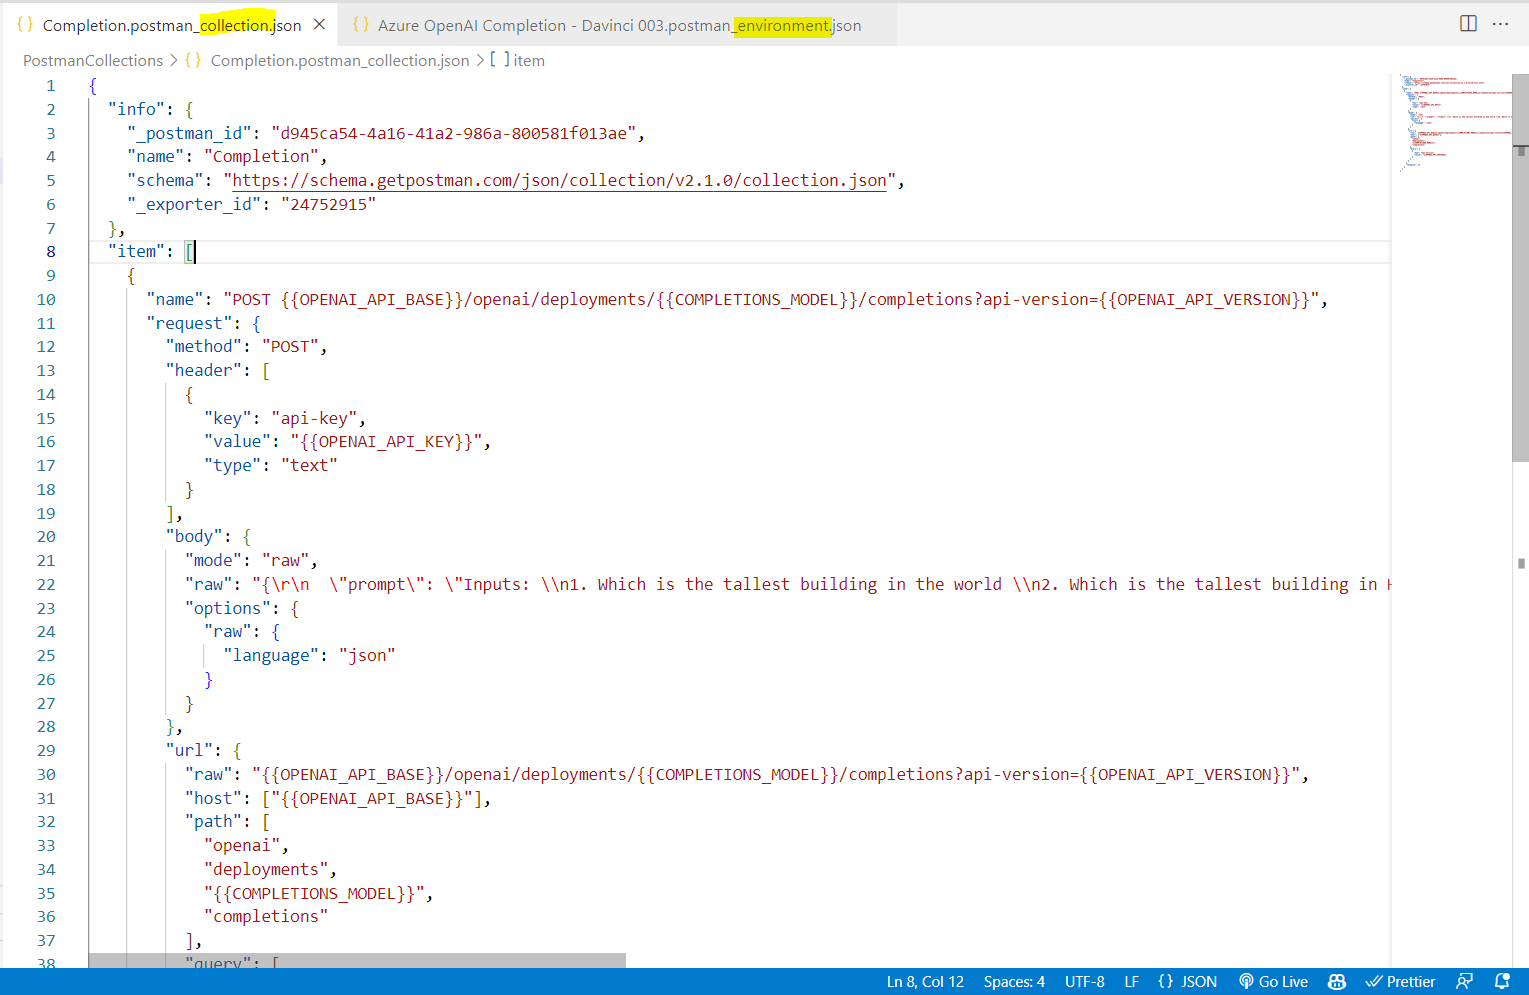 {} Completion.postman_collection.json × {} Azure OpenAI Completion - Davinci 003.postman_environment.json ···
PostmanCollections > {} Completion.postman_collection.json > [ ] item
1 {
2 "info": {
3 "_postman_id": "d945ca54-4a16-41a2-986a-800581f013ae",
4 "name": "Completion",
5 "schema": "https://schema.getpostman.com/json/collection/v2.1.0/collection.json",
6 "_exporter_id": "24752915"
7 },
8 "item": [
9 {
10 "name": "POST {{OPENAI_API_BASE}}/openai/deployments/{{COMPLETIONS_MODEL}}/completions?api-version={{OPENAI_API_VERSION}}",
11 "request": {
12 "method": "POST",
13 "header": [
14 {
15 "key": "api-key",
16 "value": "{{OPENAI_API_KEY}}",
17 "type": "text"
18 }
19 ],
20 "body": {
21 "mode": "raw",
22 "raw": "{\r\n  \"prompt\": \"Inputs: \\n1. Which is the tallest building in the world \\n2. Which is the tallest building in H
23 "options": {
24 "raw": {
25 "language": "json"
26 }
27 }
28 },
29 "url": {
30 "raw": "{{OPENAI_API_BASE}}/openai/deployments/{{COMPLETIONS_MODEL}}/completions?api-version={{OPENAI_API_VERSION}}",
31 "host": ["{{OPENAI_API_BASE}}"],
32 "path": [
33 "openai",
34 "deployments",
35 "{{COMPLETIONS_MODEL}}",
36 "completions"
37 ],
38 "query": [
Ln 8, Col 12 Spaces: 4 UTF-8 LF {} JSON Go Live Prettier